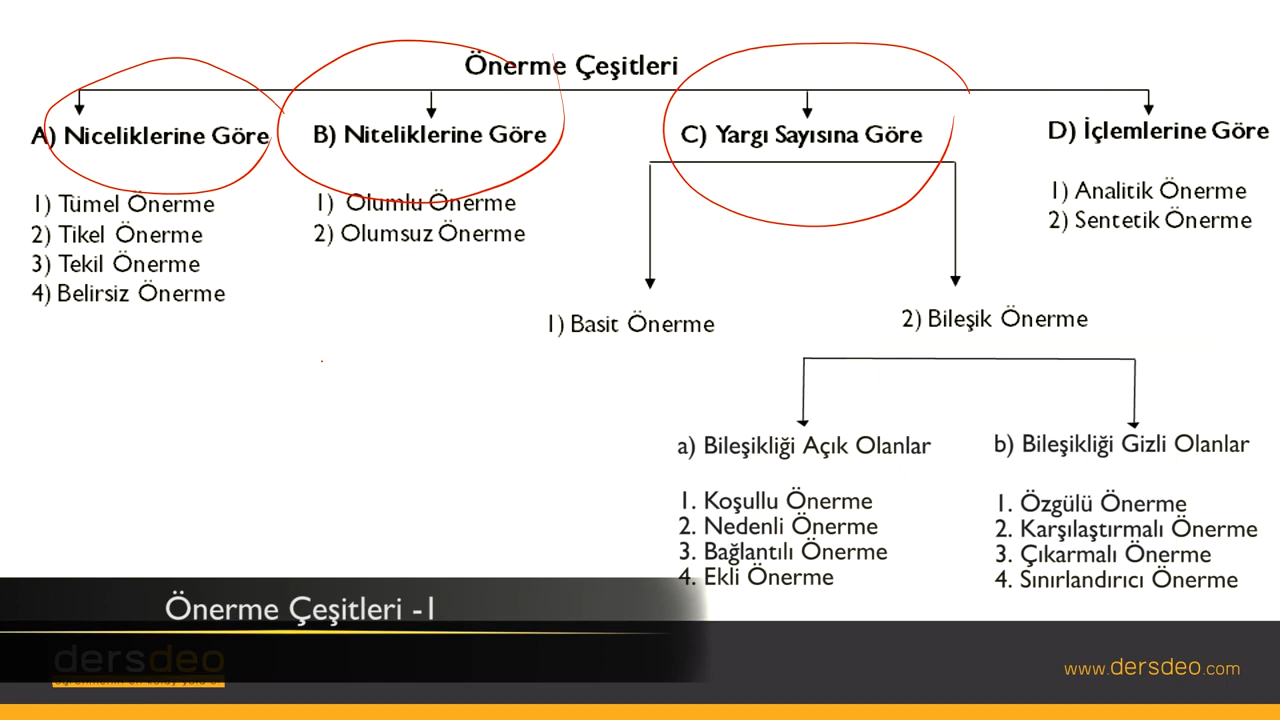 Önerme Çeşitleri
A) Niceliklerine Göre
1) Tümel Önerme
2) Tikel Önerme
3) Tekil Önerme
4) Belirsiz Önerme
B) Niteliklerine Göre
1) Olumlu Önerme
2) Olumsuz Önerme
C) Yargı Sayısına Göre
1) Basit Önerme
2) Bileşik Önerme
a) Bileşikliği Açık Olanlar
1. Koşullu Önerme
2. Nedenli Önerme
3. Bağlantılı Önerme
4. Ekli Önerme
b) Bileşikliği Gizli Olanlar
1. Özgülü Önerme
2. Karşılaştırmalı Önerme
3. Çıkarmalı Önerme
4. Sınırlandırıcı Önerme
D) İçlemlerine Göre
1) Analitik Önerme
2) Sentetik Önerme
Önerme Çeşitleri -1
dersdeo
www.dersdeo.com